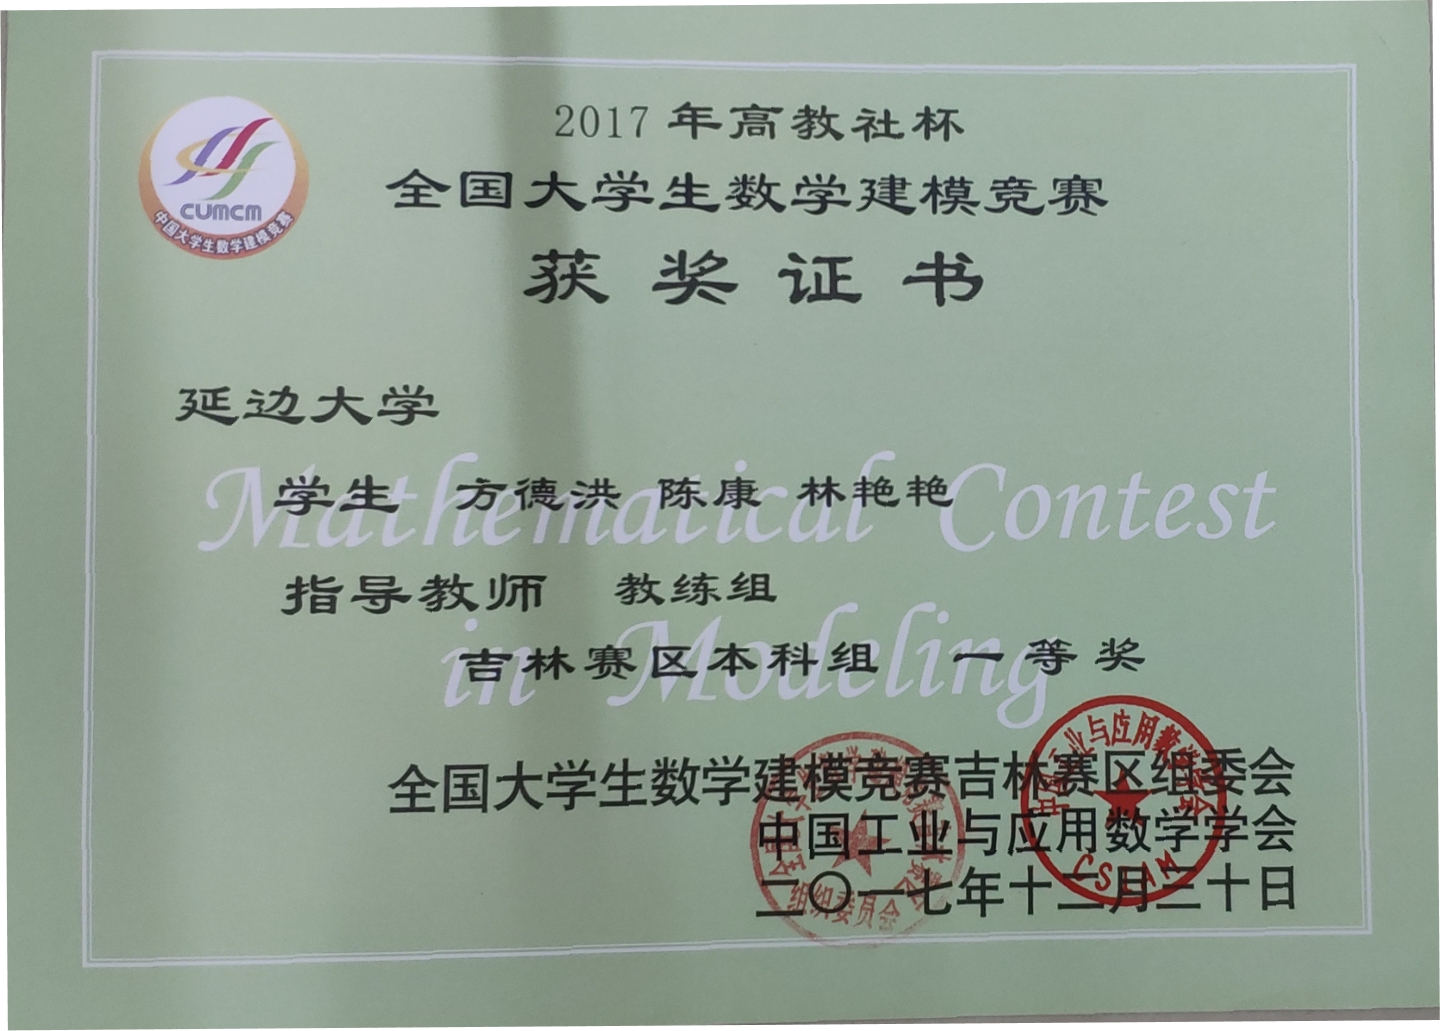 2017年高教社杯
全国大学生数学建模竞赛
获奖证书
CUMCM
中国大学生数学建模竞赛
延边大学
Mathematical Contest
学生 方德洪 陈康 林艳艳
指导教师 教练组
in Modeling
吉林赛区本科组 一等奖
全国大学生数学建模竞赛吉林赛区组委会
中国工业与应用数学学会
二〇一七年十二月三十日
中国工业与应用数学学会
CSIAM
组织委员会